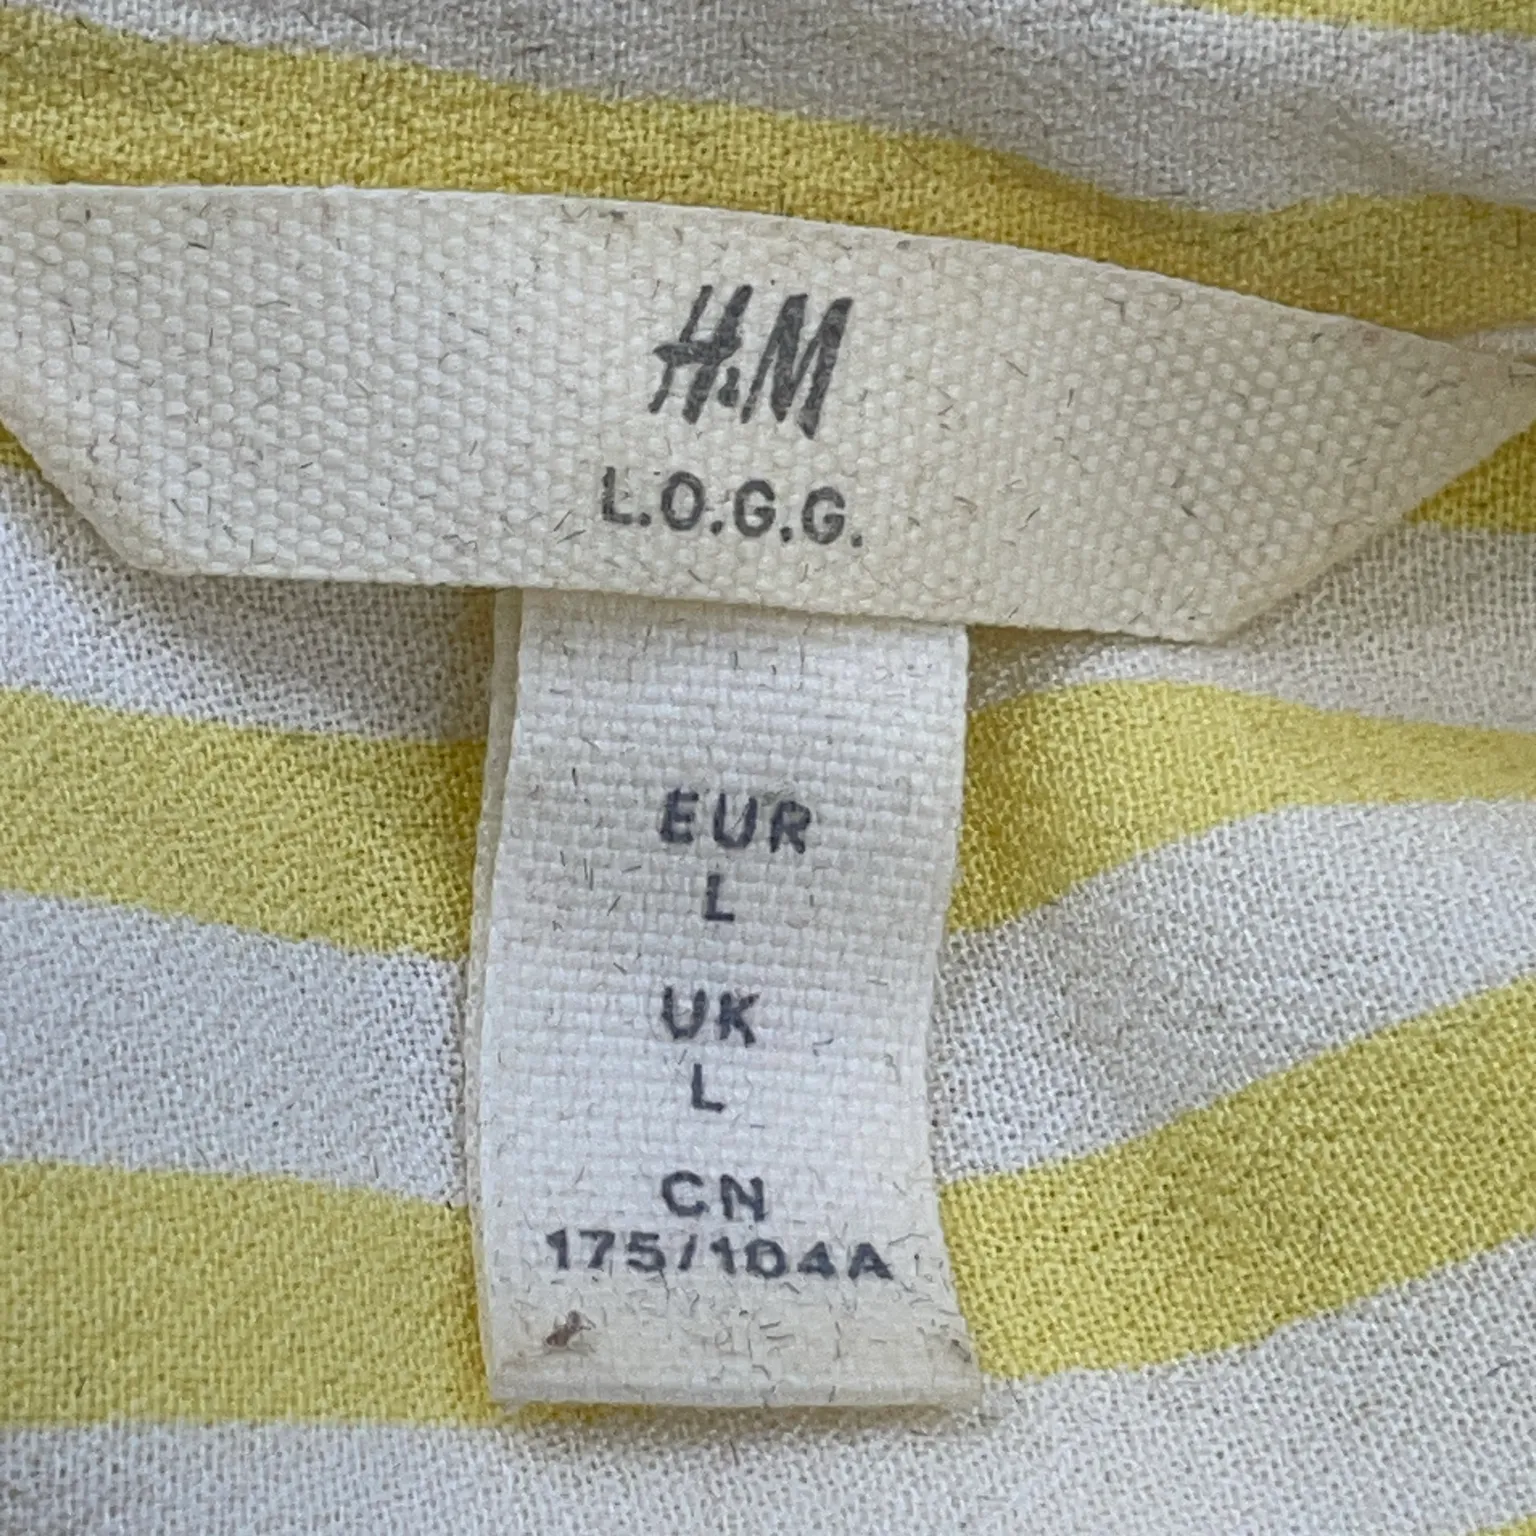 H&M
L.O.G.G.
EUR
L
UK
L
CN
175/104A